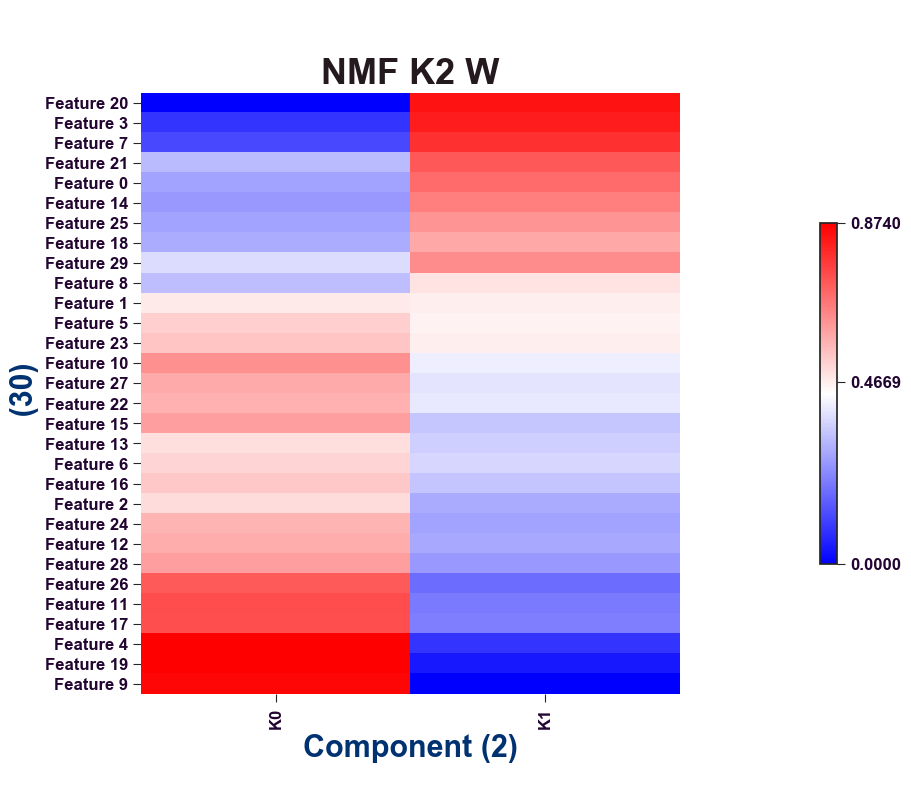 NMF K2 W
Feature 20
Feature 3
Feature 7
Feature 21
Feature 0
Feature 14
Feature 25
Feature 18
Feature 29
Feature 8
Feature 1
Feature 5
Feature 23
Feature 10
Feature 27
Feature 22
Feature 15
Feature 13
Feature 6
Feature 16
Feature 2
Feature 24
Feature 12
Feature 28
Feature 26
Feature 11
Feature 17
Feature 4
Feature 19
Feature 9
(30)
K0
K1
Component (2)
0.8740
0.4669
0.0000